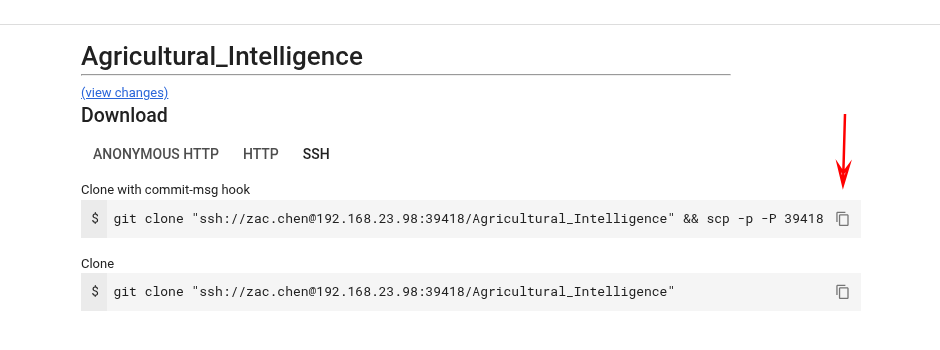 Agricultural_Intelligence
(view changes)
Download
ANONYMOUS HTTP HTTP SSH
Clone with commit-msg hook
$ git clone "ssh://zac.chen@192.168.23.98:39418/Agricultural_Intelligence" && scp -p -P 39418
Clone
$ git clone "ssh://zac.chen@192.168.23.98:39418/Agricultural_Intelligence"